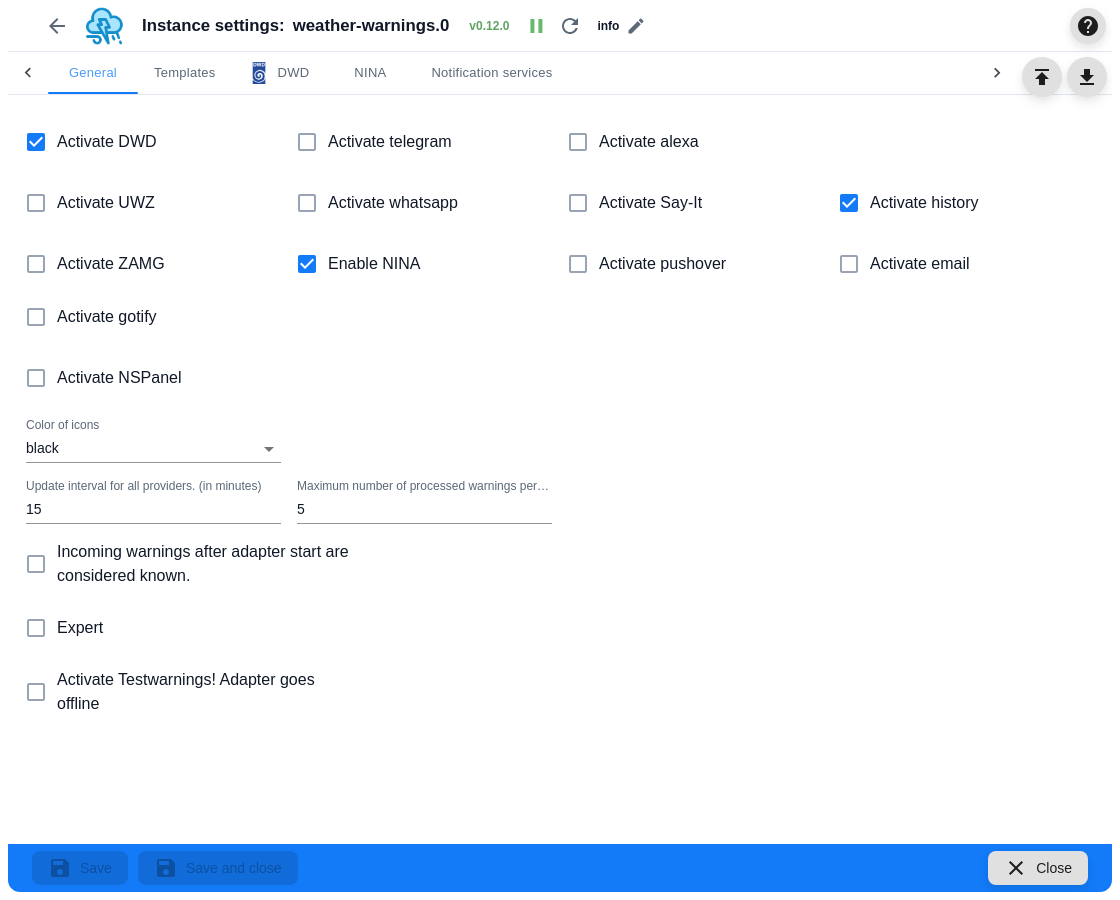 Instance settings: weather-warnings.0 v0.12.0 info
General Templates DWD NINA Notification services
Activate DWD Activate telegram Activate alexa
Activate UWZ Activate whatsapp Activate Say-It Activate history
Activate ZAMG Enable NINA Activate pushover Activate email
Activate gotify
Activate NSPanel
Color of icons
black
Update interval for all providers. (in minutes) Maximum number of processed warnings per…
15 5
Incoming warnings after adapter start are
considered known.
Expert
Activate Testwarnings! Adapter goes
offline
Save Save and close Close